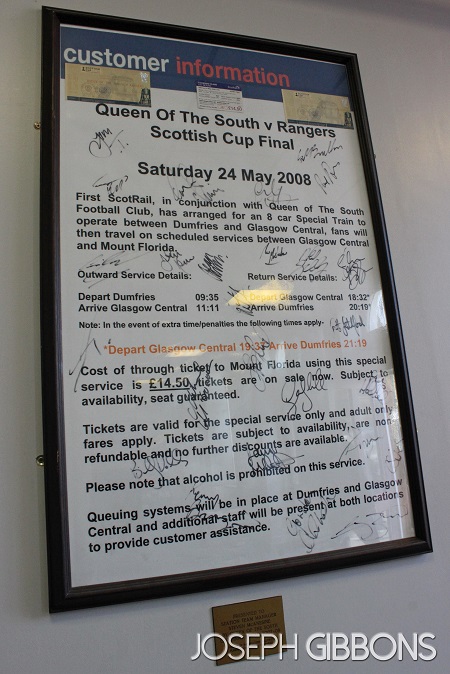 customer information
Queen Of The South v Rangers
Scottish Cup Final
Saturday 24 May 2008
First ScotRail, in conjunction with Queen Of The South
Football Club, has arranged for an 8 car Special Train to
operate between Dumfries and Glasgow Central, fans will
then travel on scheduled services between Glasgow Central
and Mount Florida.
Outward Service Details: Return Service Details:
Depart Dumfries 09:35 Depart Glasgow Central 18:32*
Arrive Glasgow Central 11:11 Arrive Dumfries 20:19*
Note: In the event of extra time/penalties the following times apply-
*Depart Glasgow Central 19:33 Arrive Dumfries 21:19
Cost of through ticket to Mount Florida using this special
service is £14.50, tickets are on sale now. Subject to
availability, seat guaranteed.
Tickets are valid for the special service only and adult only
fares apply. Tickets are subject to availability, are non-
refundable and no further discounts are available.
Please note that alcohol is prohibited on this service.
Queuing systems will be in place at Dumfries and Glasgow
Central and additional staff will be present at both locations
to provide customer assistance.
PRESENTED TO
JOSEPH GIBBONS